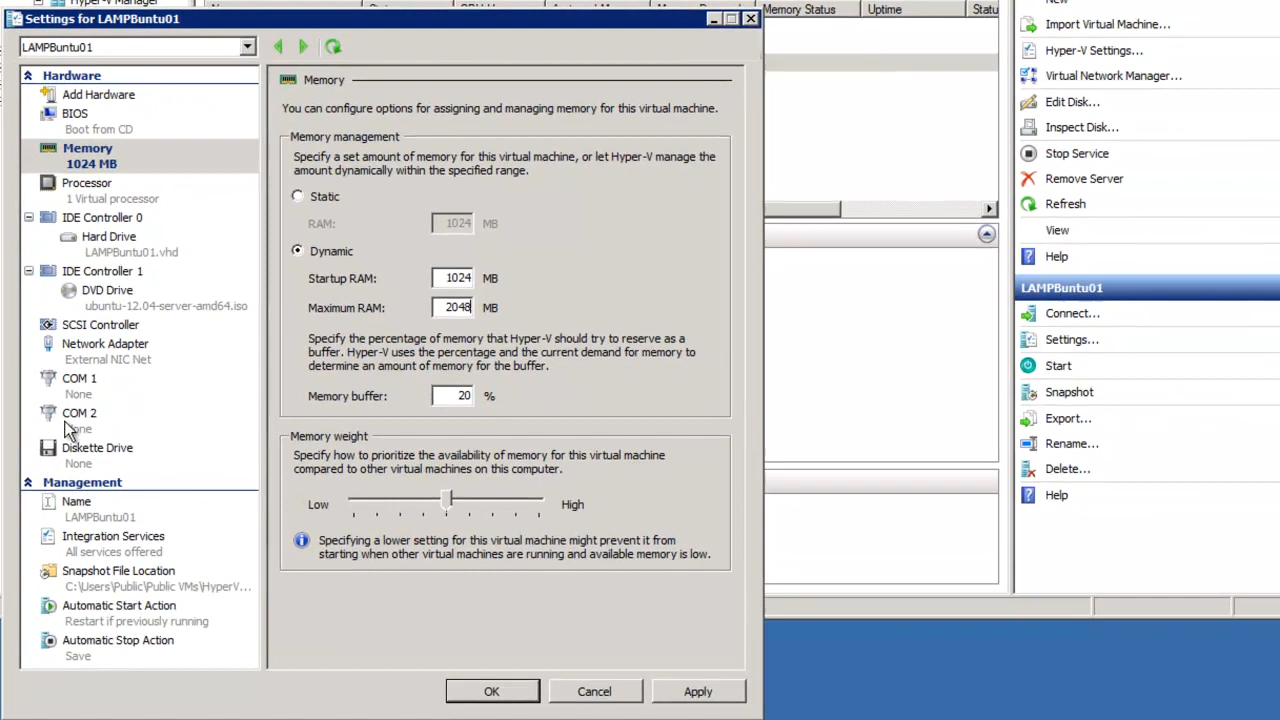 Settings for LAMPBuntu01
LAMPBuntu01
Hardware
Add Hardware
BIOS
Boot from CD
Memory
1024 MB
Processor
1 Virtual processor
IDE Controller 0
Hard Drive
LAMPBuntu01.vhd
IDE Controller 1
DVD Drive
ubuntu-12.04-server-amd64.iso
SCSI Controller
Network Adapter
External NIC Net
COM 1
None
COM 2
Diskette Drive
None
Management
Name
LAMPBuntu01
Integration Services
All services offered
Snapshot File Location
C:\Users\Public\Public VMs\HyperV...
Automatic Start Action
Restart if previously running
Automatic Stop Action
Save
Memory
You can configure options for assigning and managing memory for this virtual machine.
Memory management
Specify a set amount of memory for this virtual machine, or let Hyper-V manage the
amount dynamically within the specified range.
Static
RAM: 1024 MB
Dynamic
Startup RAM: 1024 MB
Maximum RAM: 2048 MB
Specify the percentage of memory that Hyper-V should try to reserve as a
buffer. Hyper-V uses the percentage and the current demand for memory to
determine an amount of memory for the buffer.
Memory buffer: 20 %
Memory weight
Specify how to prioritize the availability of memory for this virtual machine
compared to other virtual machines on this computer.
Low High
Specifying a lower setting for this virtual machine might prevent it from
starting when other virtual machines are running and available memory is low.
OK Cancel Apply
Memory Status Uptime Statu
Import Virtual Machine...
Hyper-V Settings...
Virtual Network Manager...
Edit Disk...
Inspect Disk...
Stop Service
Remove Server
Refresh
View
Help
LAMPBuntu01
Connect...
Settings...
Start
Snapshot
Export...
Rename...
Delete...
Help